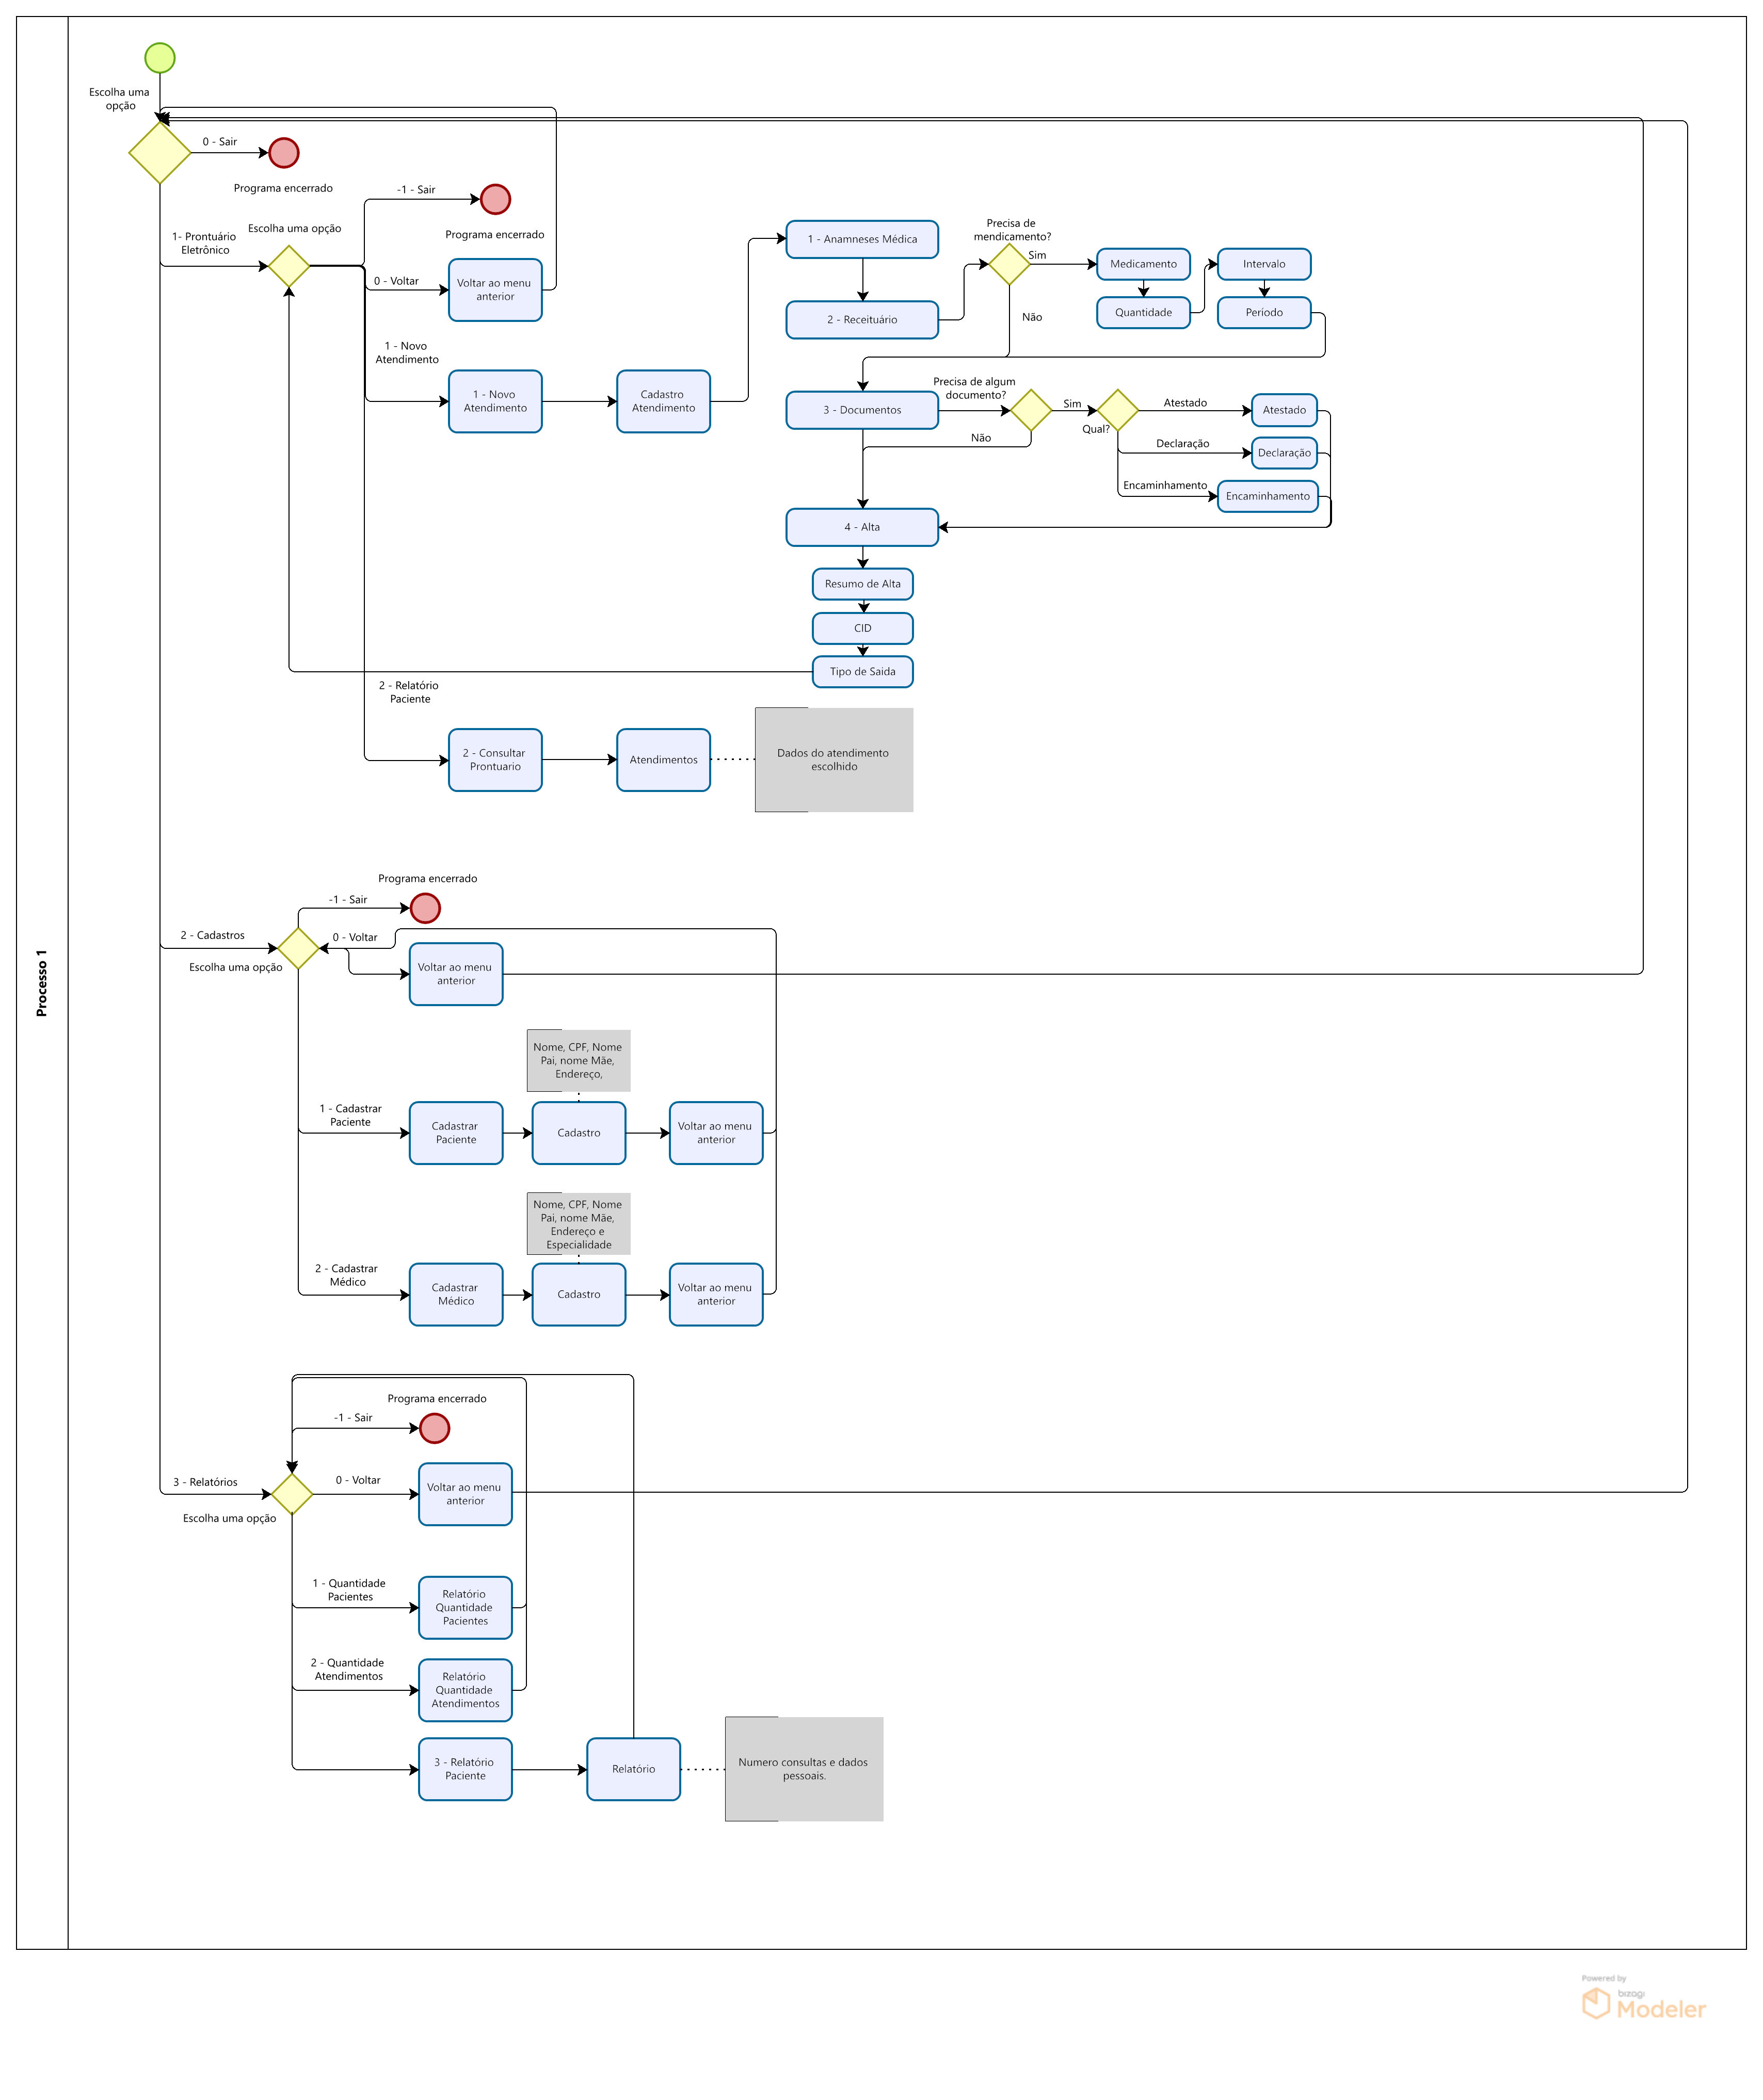 Processo 1
Escolha uma
opção
0 - Sair
Programa encerrado
1- Prontuário
Eletrônico
Escolha uma opção
-1 - Sair
Programa encerrado
0 - Voltar
Voltar ao menu
anterior
1 - Novo
Atendimento
1 - Novo
Atendimento
Cadastro
Atendimento
1 - Anamneses Médica
2 - Receituário
Precisa de
mendicamento?
Sim
Não
Medicamento
Quantidade
Intervalo
Período
3 - Documentos
Precisa de algum
documento?
Sim
Não
Qual?
Atestado
Atestado
Declaração
Declaração
Encaminhamento
Encaminhamento
4 - Alta
Resumo de Alta
CID
Tipo de Saida
2 - Relatório
Paciente
2 - Consultar
Prontuario
Atendimentos
Dados do atendimento
escolhido
Programa encerrado
-1 - Sair
2 - Cadastros
Escolha uma opção
0 - Voltar
Voltar ao menu
anterior
Nome, CPF, Nome
Pai, nome Mãe,
Endereço,
1 - Cadastrar
Paciente
Cadastrar
Paciente
Cadastro
Voltar ao menu
anterior
Nome, CPF, Nome
Pai, nome Mãe,
Endereço e
Especialidade
2 - Cadastrar
Médico
Cadastrar
Médico
Cadastro
Voltar ao menu
anterior
Programa encerrado
-1 - Sair
3 - Relatórios
Escolha uma opção
0 - Voltar
Voltar ao menu
anterior
1 - Quantidade
Pacientes
Relatório
Quantidade
Pacientes
2 - Quantidade
Atendimentos
Relatório
Quantidade
Atendimentos
3 - Relatório
Paciente
Relatório
Numero consultas e dados
pessoais.
Powered by
bizagi
Modeler